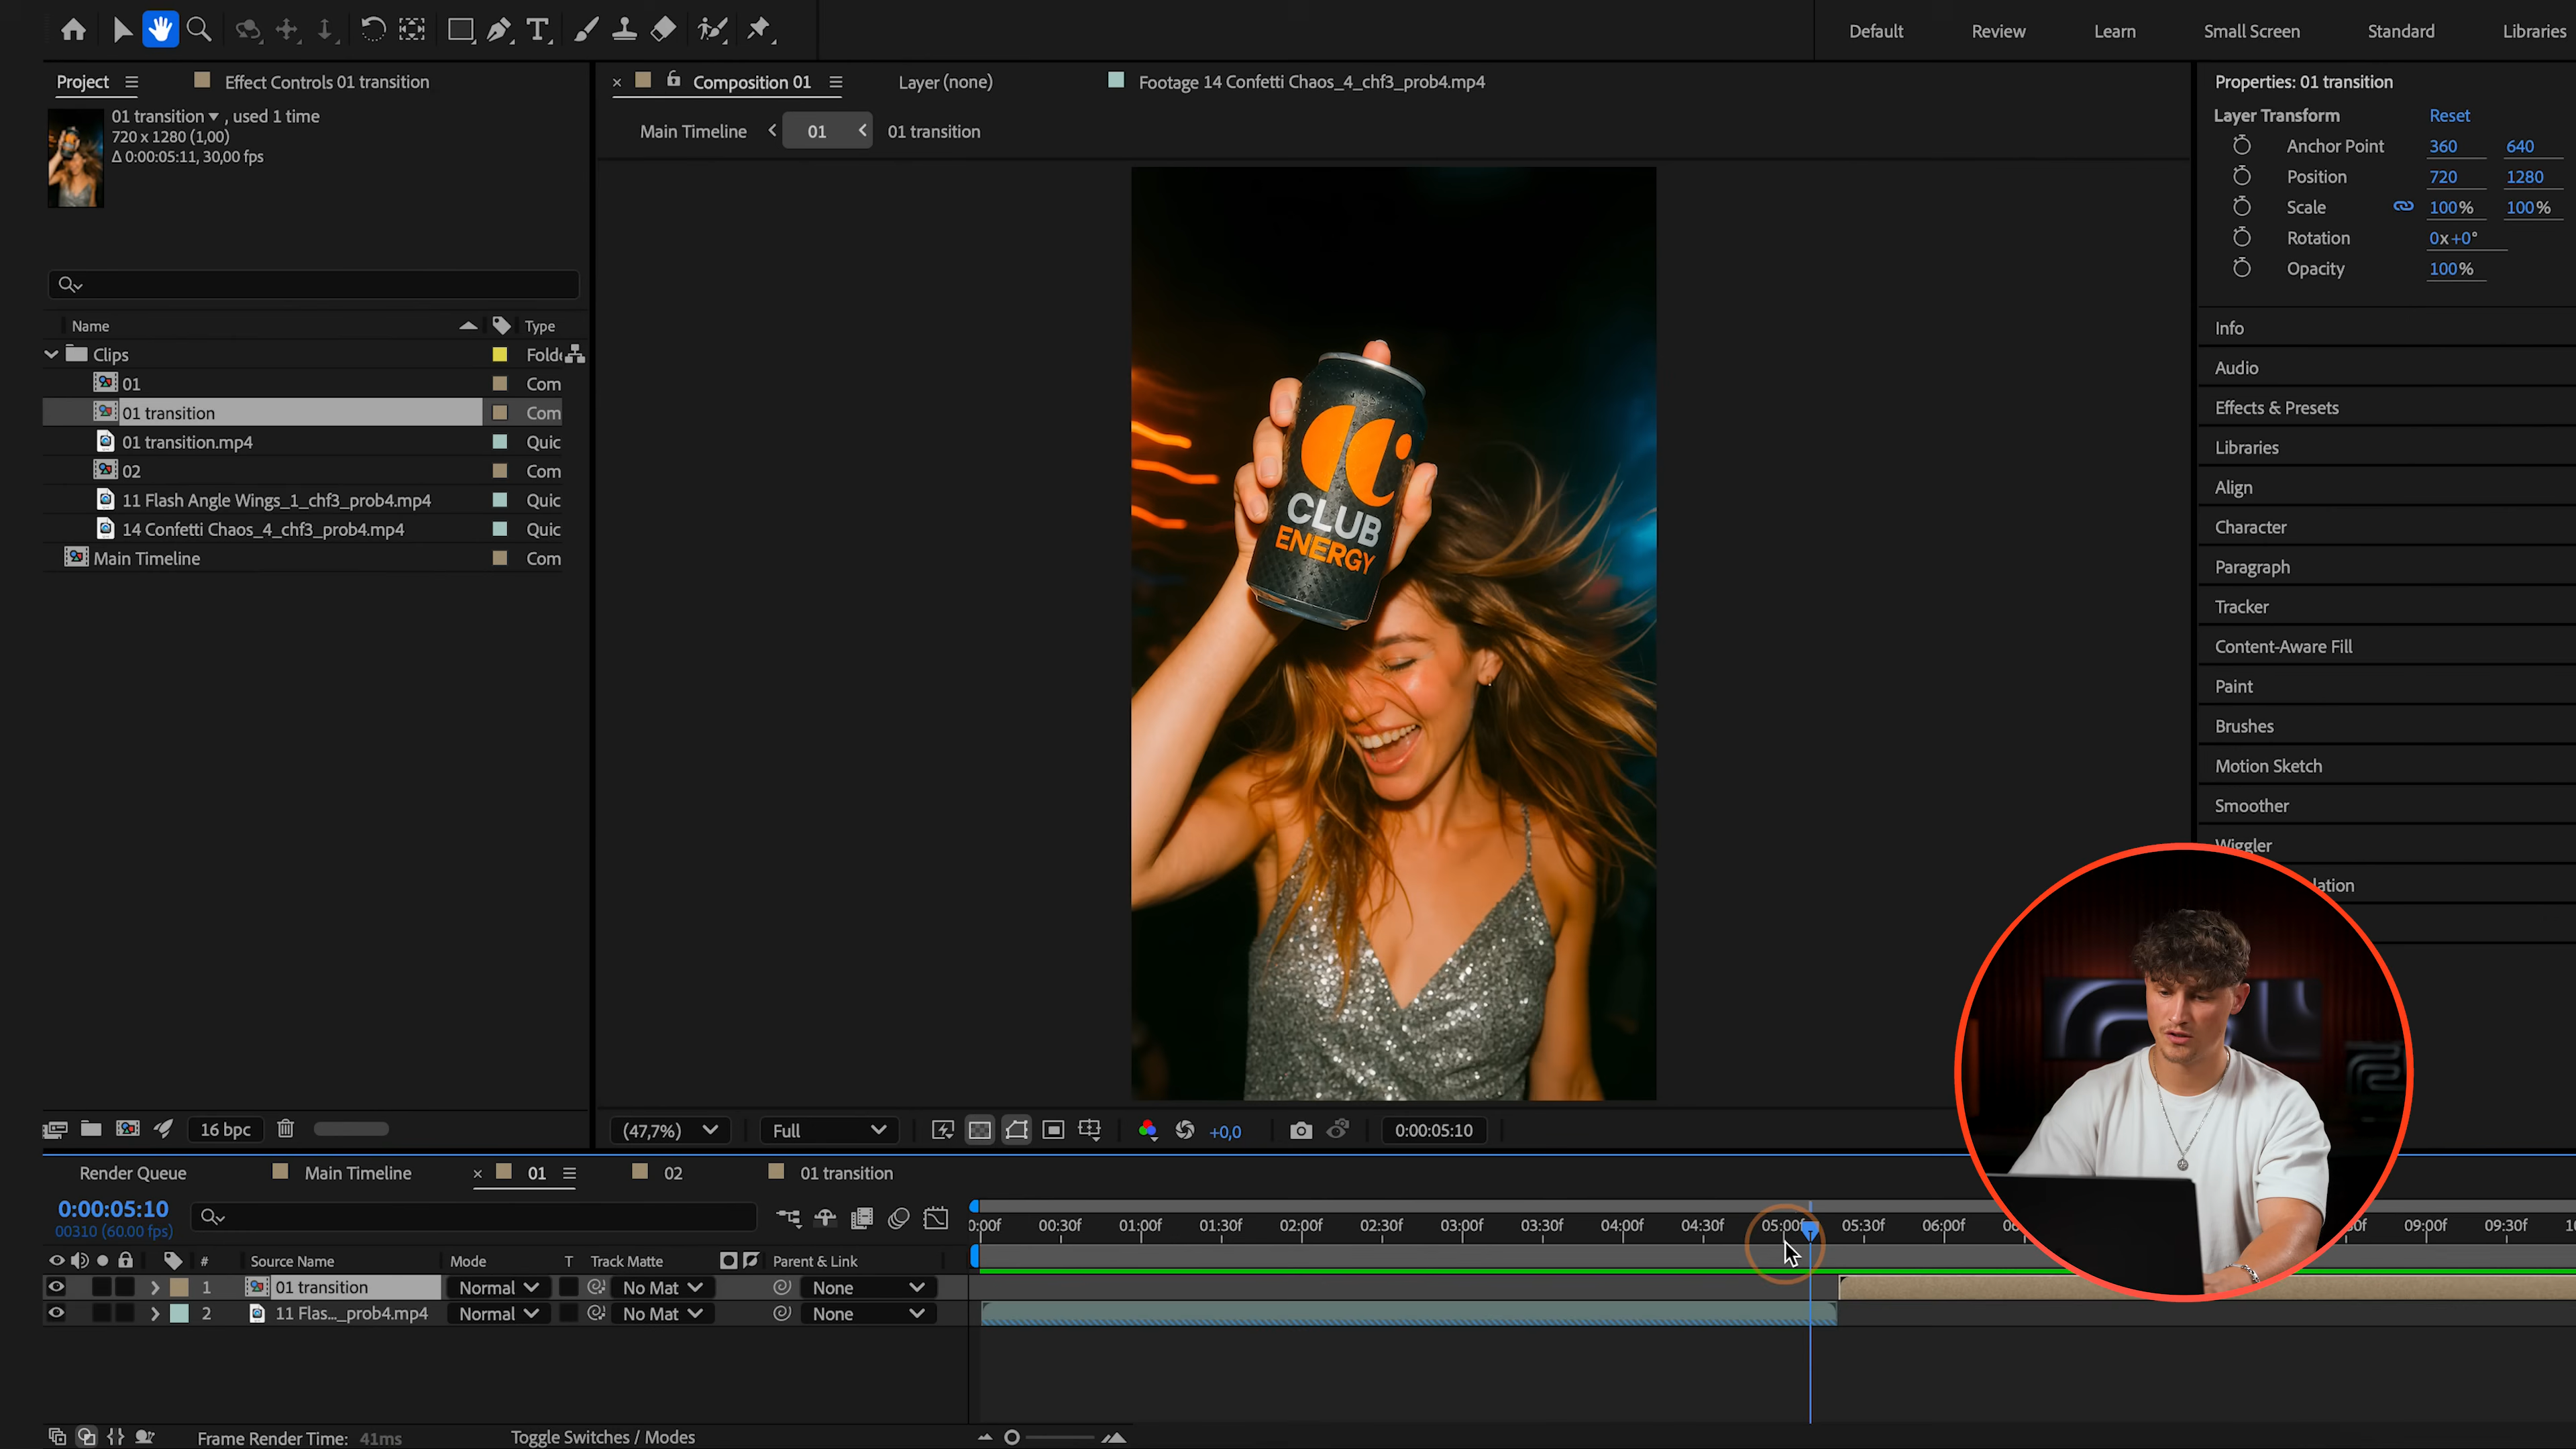 Default
Review
Learn
Small Screen
Standard
Libraries
Project
Effect Controls 01 transition
Composition 01
Layer (none)
Footage 14 Confetti Chaos_4_chf3_prob4.mp4
Properties: 01 transition
01 transition , used 1 time
720 x 1280 (1,00)
Δ 0:00:05:11, 30,00 fps
Main Timeline
01
01 transition
Layer Transform
Reset
Anchor Point 360 640
Position 720 1280
Scale 100% 100%
Rotation 0x+0°
Opacity 100%
Name
Type
Clips
01 Com
01 transition Com
01 transition.mp4 Quic
02 Com
11 Flash Angle Wings_1_chf3_prob4.mp4 Quic
14 Confetti Chaos_4_chf3_prob4.mp4 Quic
Main Timeline Com
CLUB
ENERGY
Info
Audio
Effects & Presets
Libraries
Align
Character
Paragraph
Tracker
Content-Aware Fill
Paint
Brushes
Motion Sketch
Smoother
Wiggler
16 bpc
(47,7%)
Full
+0,0
0:00:05:10
Render Queue
Main Timeline
01
02
01 transition
0:00:05:10
00310 (60.00 fps)
00:30f 01:00f 01:30f 02:00f 02:30f 03:00f 03:30f 04:00f 04:30f 05:00f 05:30f 06:00f 09:00f 09:30f
# Source Name Mode T Track Matte Parent & Link
1 01 transition Normal No Mat None
2 11 Flas..._prob4.mp4 Normal No Mat None
Frame Render Time: 41ms
Toggle Switches / Modes